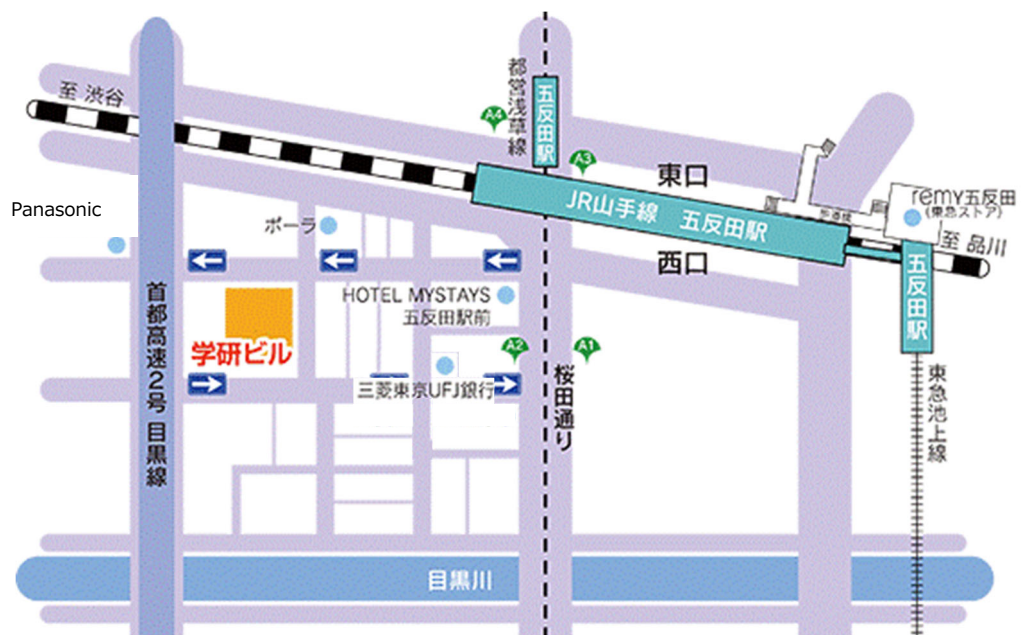 至 渋谷
都営浅草線
五反田駅
A4
A3
東口
JR山手線 五反田駅
歩道橋
remy五反田
(東急ストア)
至 品川
Panasonic
ポーラ
西口
五反田駅
HOTEL MYSTAYS
五反田駅前
首都高速2号 目黒線
学研ビル
A2
A1
三菱東京UFJ銀行
桜田通り
東急池上線
目黒川